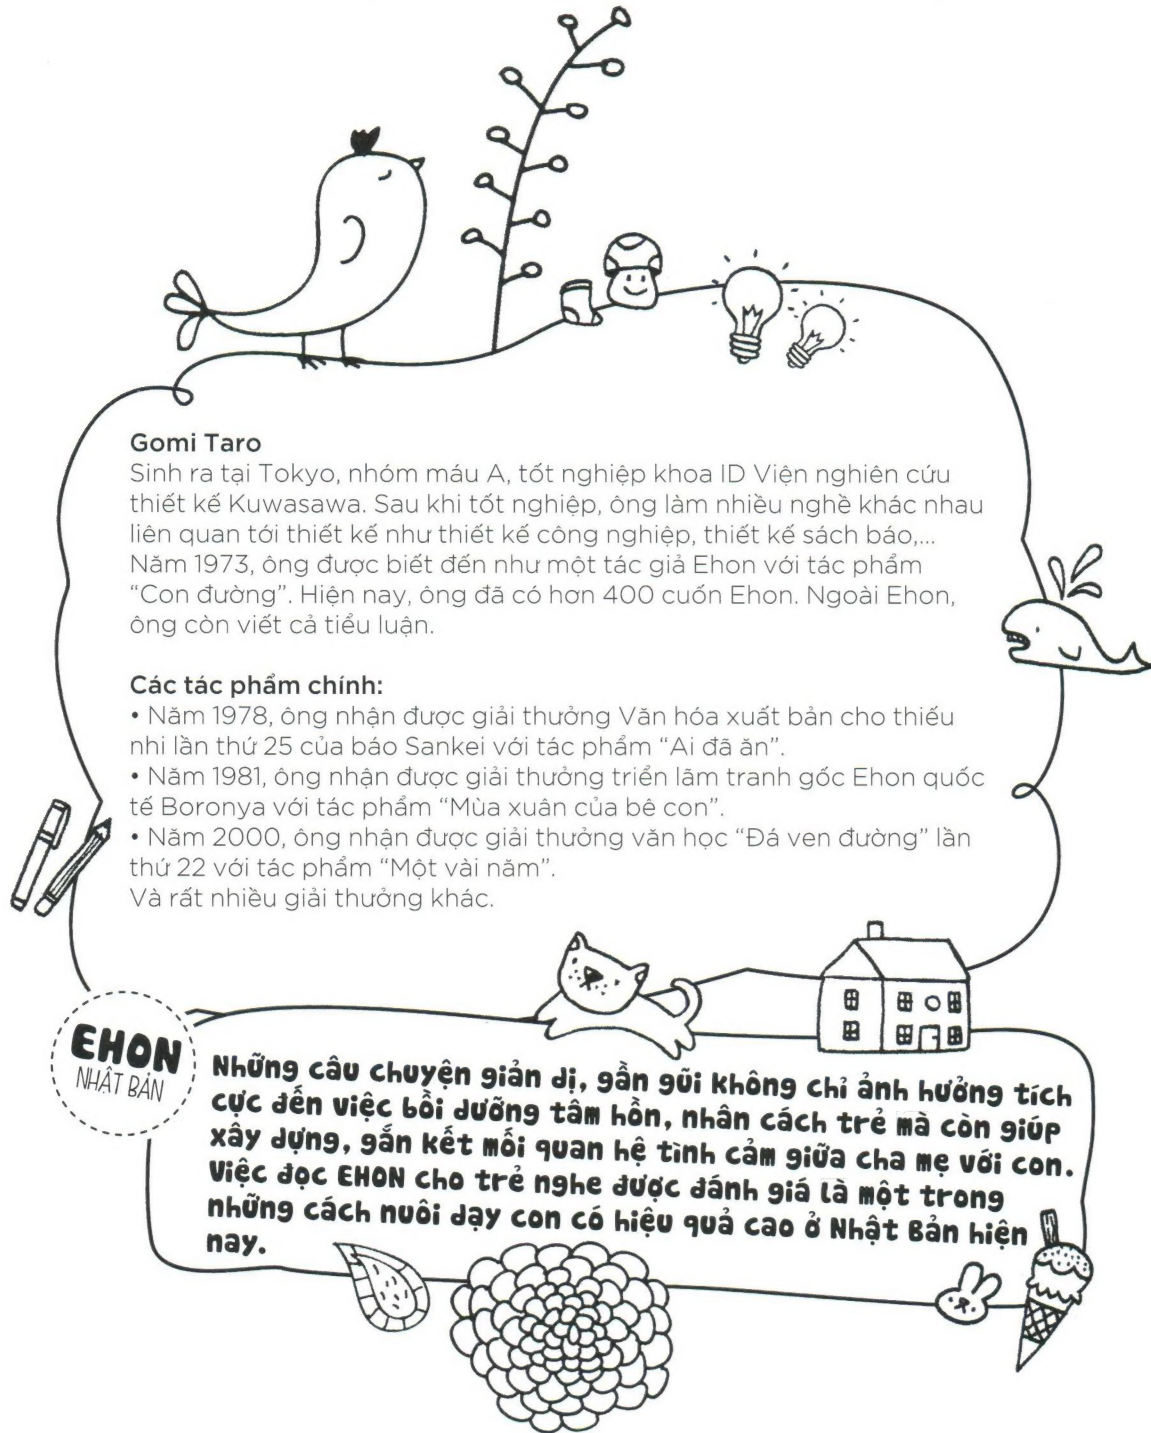 Gomi Taro
Sinh ra tại Tokyo, nhóm máu A, tốt nghiệp khoa ID Viện nghiên cứu
thiết kế Kuwasawa. Sau khi tốt nghiệp, ông làm nhiều nghề khác nhau
liên quan tới thiết kế như thiết kế công nghiệp, thiết kế sách báo,...
Năm 1973, ông được biết đến như một tác giả Ehon với tác phẩm
“Con đường”. Hiện nay, ông đã có hơn 400 cuốn Ehon. Ngoài Ehon,
ông còn viết cả tiểu luận.
Các tác phẩm chính:
• Năm 1978, ông nhận được giải thưởng Văn hóa xuất bản cho thiếu
nhi lần thứ 25 của báo Sankei với tác phẩm “Ai đã ăn”.
• Năm 1981, ông nhận được giải thưởng triển lãm tranh gốc Ehon quốc
tế Boronya với tác phẩm “Mùa xuân của bê con”.
• Năm 2000, ông nhận được giải thưởng văn học “Đá ven đường” lần
thứ 22 với tác phẩm “Một vài năm”.
Và rất nhiều giải thưởng khác.
EHON
NHẬT BẢN
Những câu chuyện giản dị, gần gũi không chỉ ảnh hưởng tích
cực đến việc bồi dưỡng tâm hồn, nhân cách trẻ mà còn giúp
xây dựng, gắn kết mối quan hệ tình cảm giữa cha mẹ với con.
Việc đọc EHON cho trẻ nghe được đánh giá là một trong
những cách nuôi dạy con có hiệu quả cao ở Nhật Bản hiện
nay.